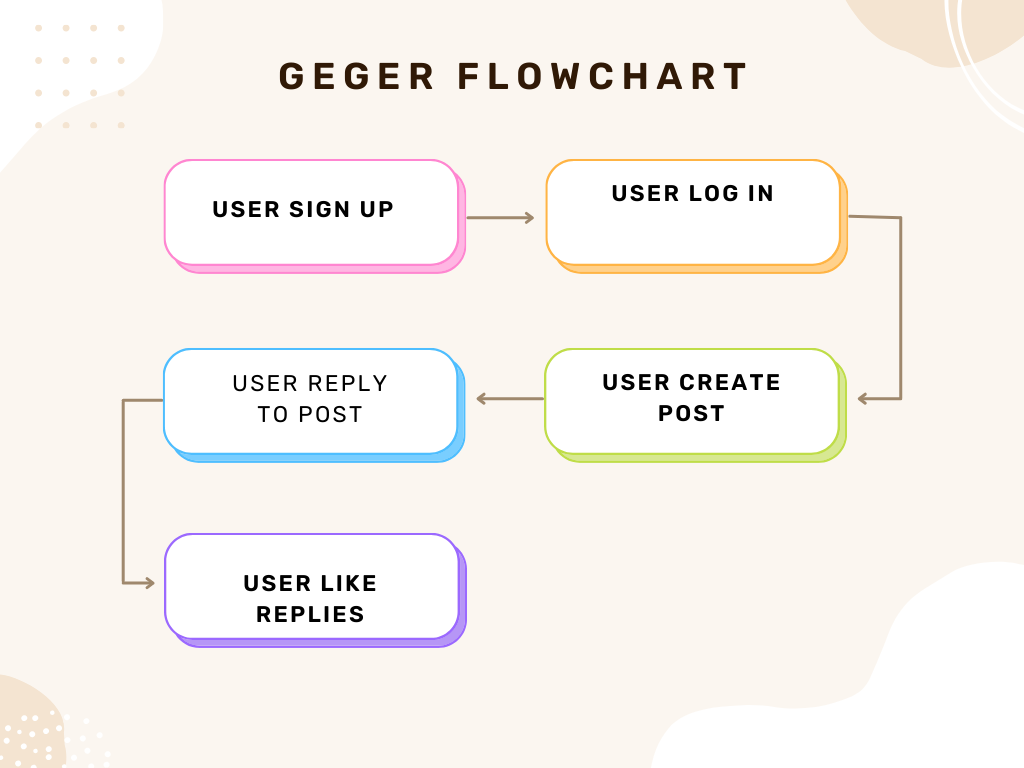 GEGER FLOWCHART
USER SIGN UP
USER LOG IN
USER CREATE
POST
USER REPLY
TO POST
USER LIKE
REPLIES